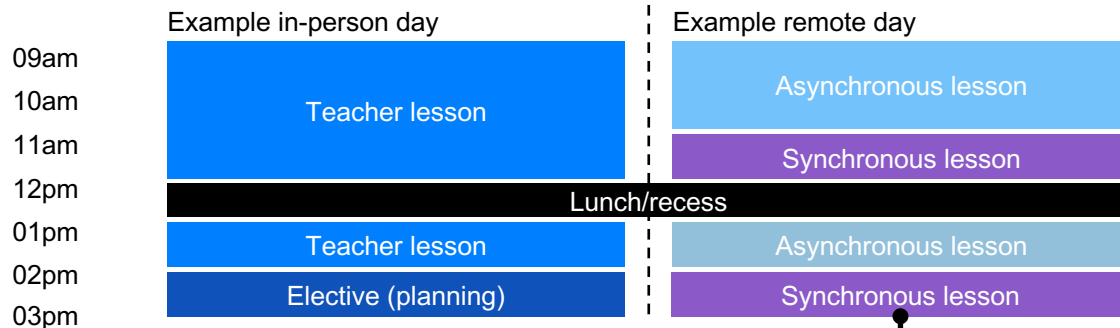 Example in-person day
Example remote day
09am
10am
11am
12pm
01pm
02pm
03pm
Teacher lesson
Asynchronous lesson
Synchronous lesson
Lunch/recess
Teacher lesson
Asynchronous lesson
Elective (planning)
Synchronous lesson